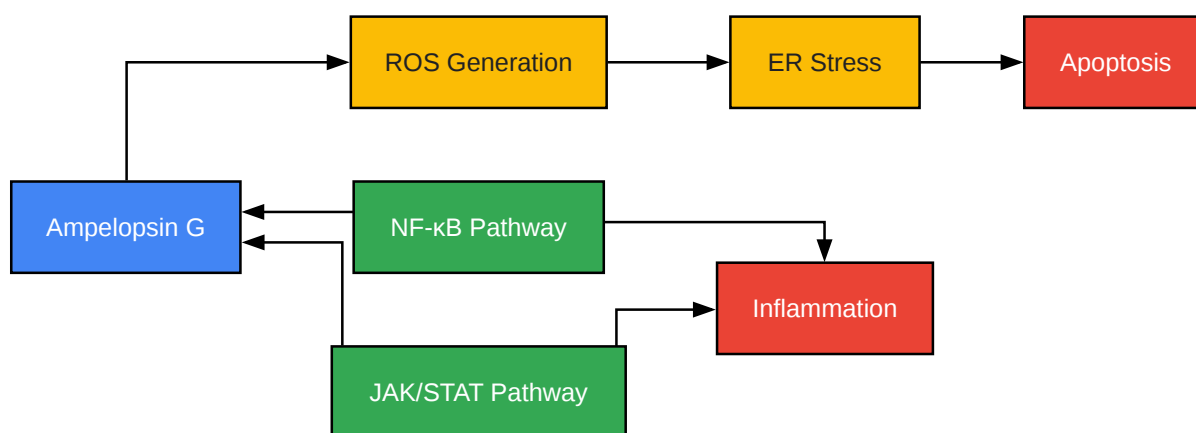 ROS Generation
ER Stress
Apoptosis
Ampelopsin G
NF-κB Pathway
Inflammation
JAK/STAT Pathway